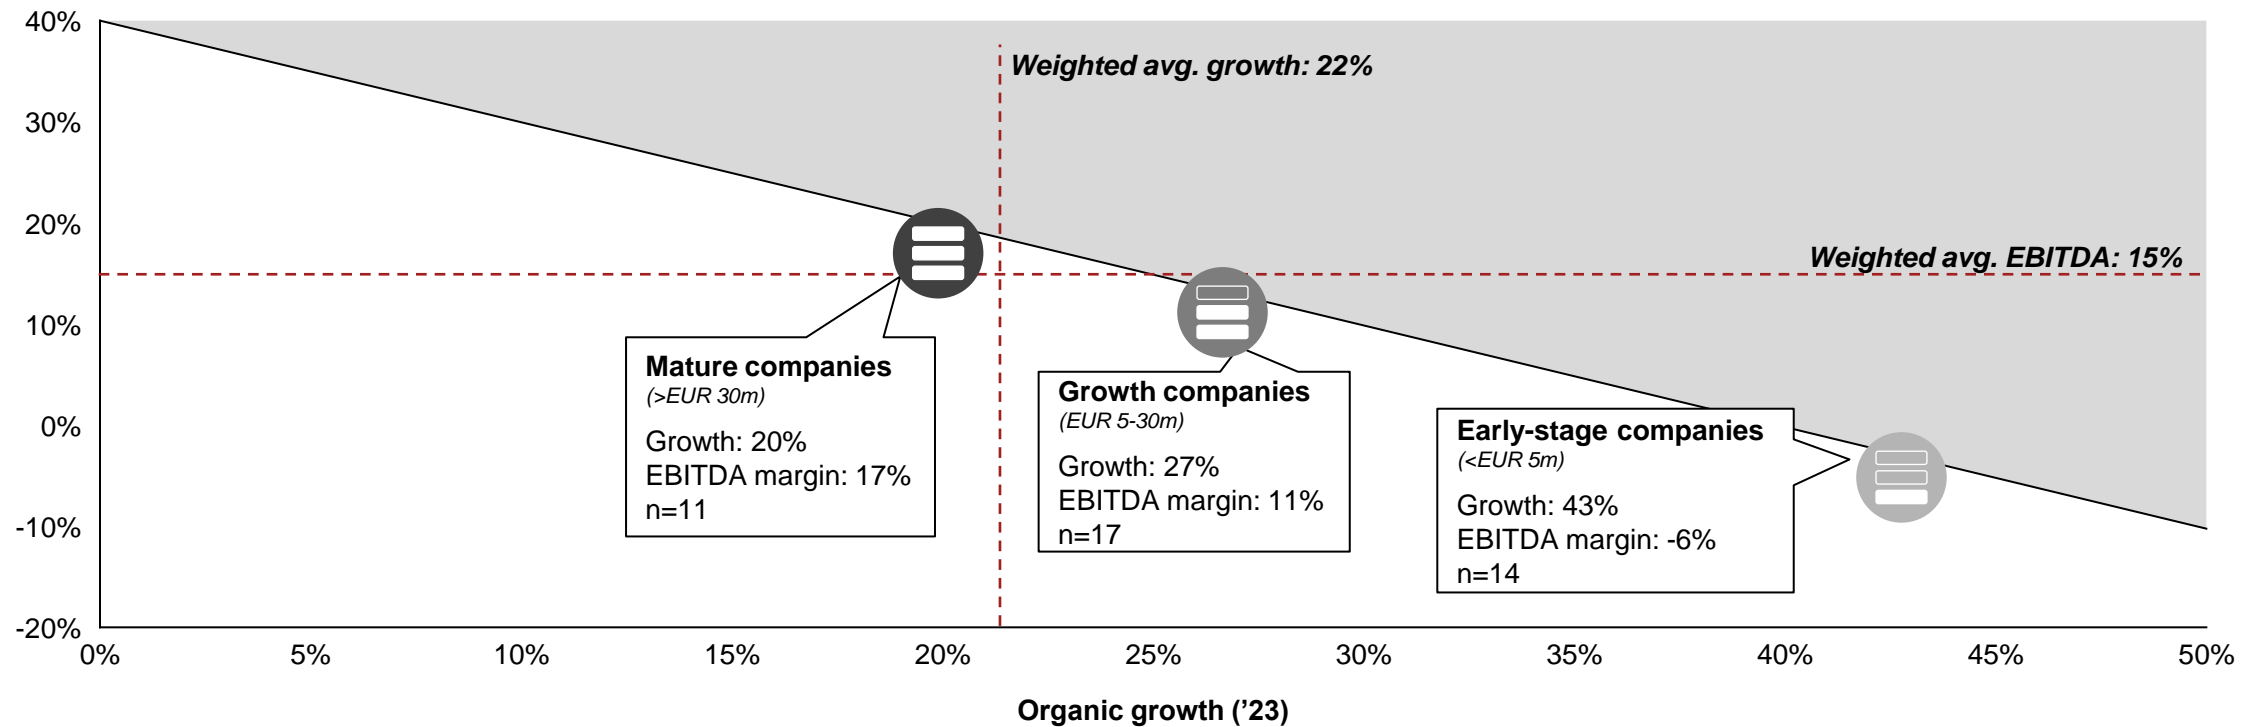 40%
30%
20%
10%
0%
-10%
-20%
Weighted avg. growth: 22%
Weighted avg. EBITDA: 15%
Mature companies
(>EUR 30m)
Growth: 20%
EBITDA margin: 17%
n=11
Growth companies
(EUR 5-30m)
Growth: 27%
EBITDA margin: 11%
n=17
Early-stage companies
(<EUR 5m)
Growth: 43%
EBITDA margin: -6%
n=14
0% 5% 10% 15% 20% 25% 30% 35% 40% 45% 50%
Organic growth (’23)